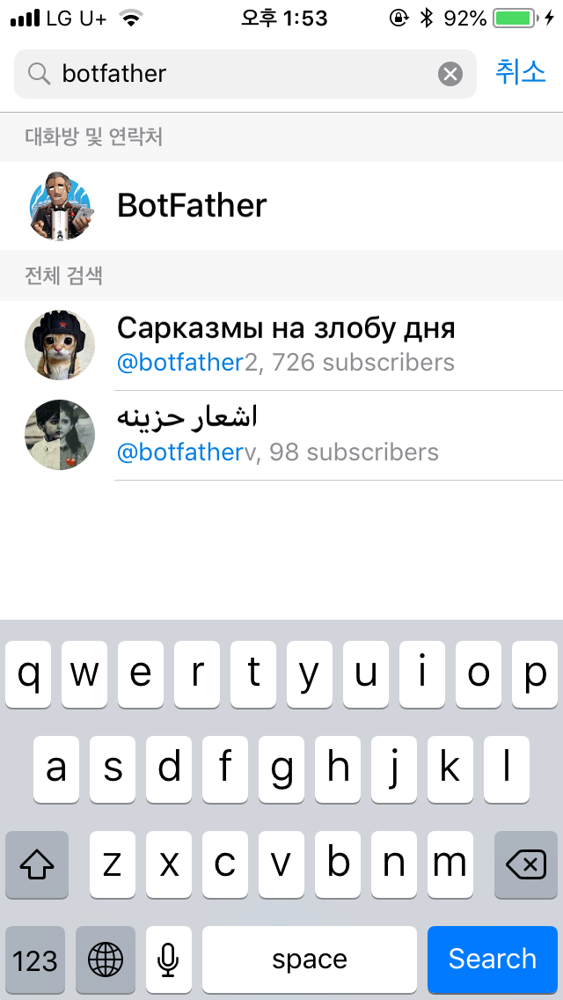 LG U+ 오후 1:53 92%
botfather 취소
대화방 및 연락처
BotFather
전체 검색
Сарказмы на злобу дня
@botfather2, 726 subscribers
اشعار حزينه
@botfatherv, 98 subscribers
q w e r t y u i o p
a s d f g h j k l
z x c v b n m
123 space Search